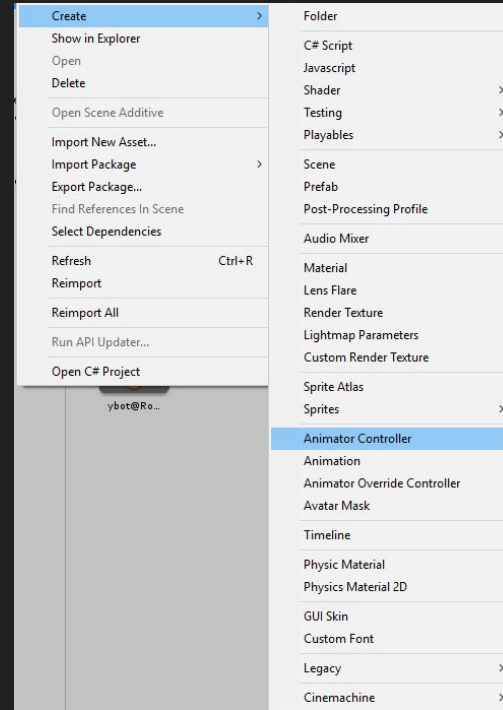 Create
Show in Explorer
Open
Delete
Open Scene Additive
Import New Asset...
Import Package
Export Package...
Find References In Scene
Select Dependencies
Refresh Ctrl+R
Reimport
Reimport All
Run API Updater...
Open C# Project
ybot@Ro...
Folder
C# Script
Javascript
Shader
Testing
Playables
Scene
Prefab
Post-Processing Profile
Audio Mixer
Material
Lens Flare
Render Texture
Lightmap Parameters
Custom Render Texture
Sprite Atlas
Sprites
Animator Controller
Animation
Animator Override Controller
Avatar Mask
Timeline
Physic Material
Physics Material 2D
GUI Skin
Custom Font
Legacy
Cinemachine